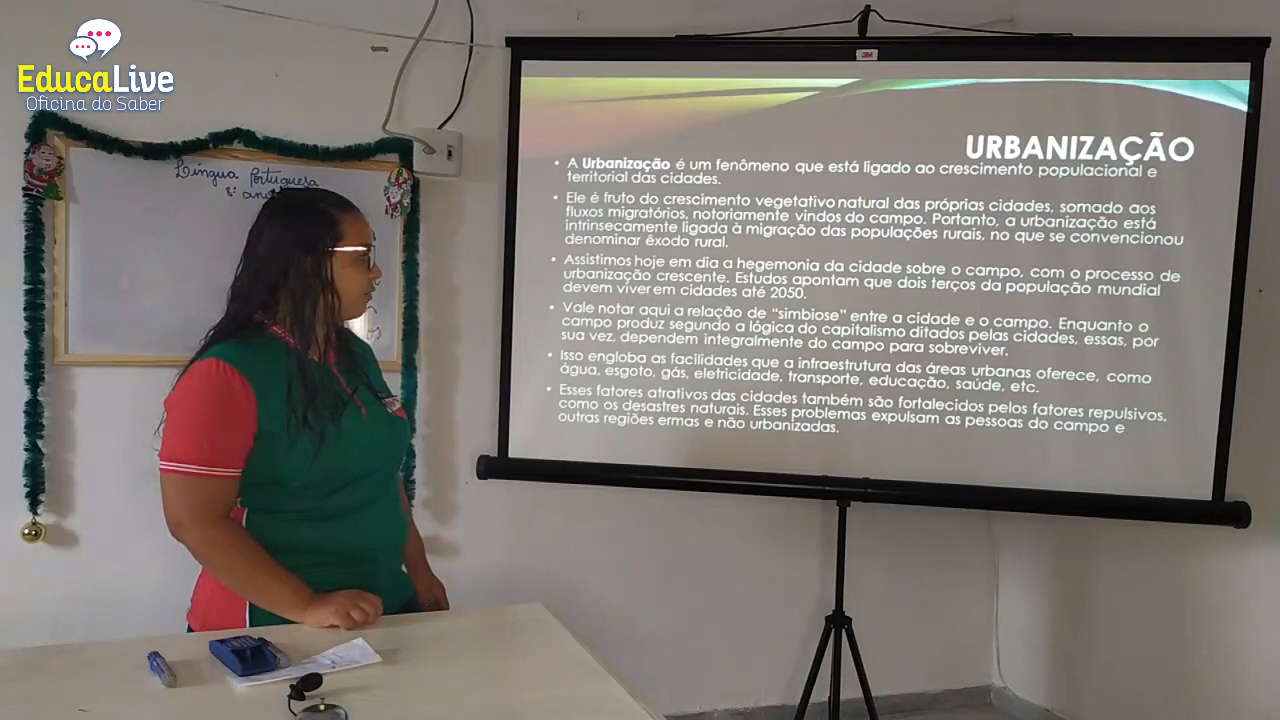 EducaLive
Oficina do Saber
Língua portuguesa
8º ano
3M
URBANIZAÇÃO
• A Urbanização é um fenômeno que está ligado ao crescimento populacional e
territorial das cidades.
• Ele é fruto do crescimento vegetativo natural das próprias cidades, somado aos
fluxos migratórios, notoriamente vindos do campo. Portanto, a urbanização está
intrinsecamente ligada à migração das populações rurais, no que se convencionou
denominar êxodo rural.
• Assistimos hoje em dia a hegemonia da cidade sobre o campo, com o processo de
urbanização crescente. Estudos apontam que dois terços da população mundial
devem viver em cidades até 2050.
• Vale notar aqui a relação de “simbiose” entre a cidade e o campo. Enquanto o
campo produz segundo a lógica do capitalismo ditados pelas cidades, essas, por
sua vez, dependem integralmente do campo para sobreviver.
• Isso engloba as facilidades que a infraestrutura das áreas urbanas oferece, como
água, esgoto, gás, eletricidade, transporte, educação, saúde, etc.
• Esses fatores atrativos das cidades também são fortalecidos pelos fatores repulsivos,
como os desastres naturais. Esses problemas expulsam as pessoas do campo e
outras regiões ermas e não urbanizadas.